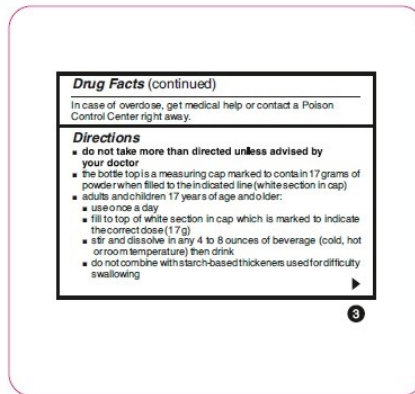 Drug Facts (continued)
In case of overdose, get medical help or contact a Poison
Control Center right away.
Directions
▪ do not take more than directed unless advised by
your doctor
▪ the bottle top is a measuring cap marked to contain 17 grams of
powder when filled to the indicated line (white section in cap)
▪ adults and children 17 years of age and older:
▪ use once a day
▪ fill to top of white section in cap which is marked to indicate
the correct dose (17 g)
▪ stir and dissolve in any 4 to 8 ounces of beverage (cold, hot
or room temperature) then drink
▪ do not combine with starch-based thickeners used for difficulty
swallowing
3